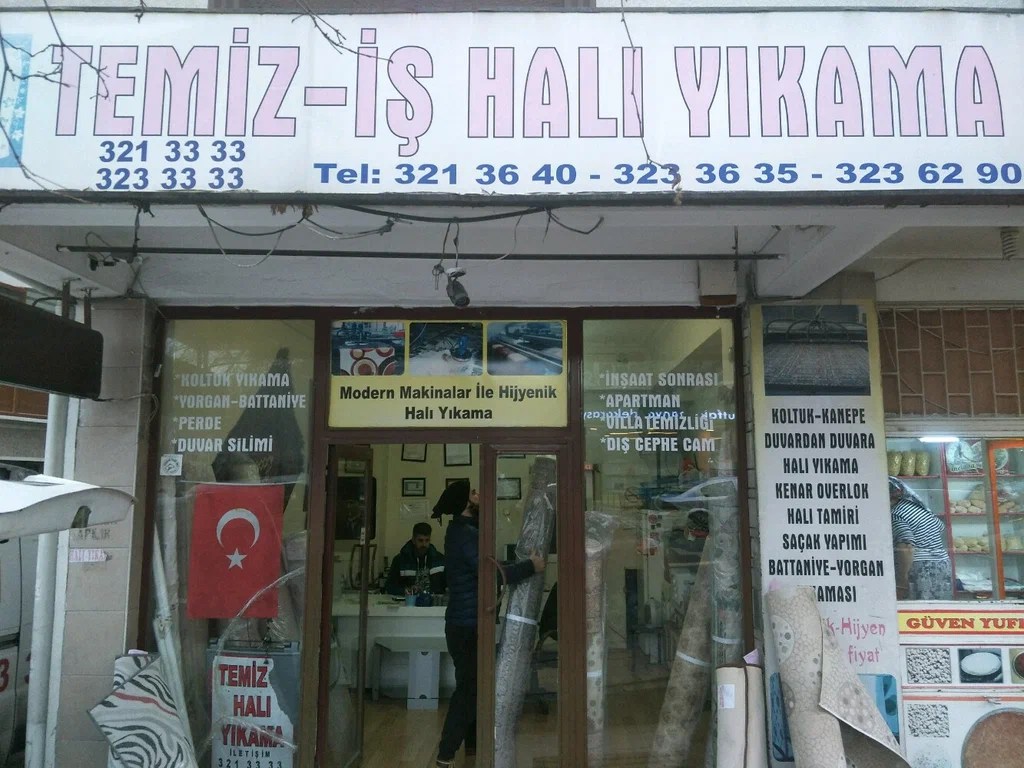 TEMİZ-İŞ HALI YIKAMA
321 33 33
323 33 33
Tel: 321 36 40 - 323 36 35 - 323 62 90
*KOLTUK YIKAMA
*YORGAN-BATTANİYE
*PERDE
*DUVAR SİLİMİ
Modern Makinalar İle Hijyenik
Halı Yıkama
*İNŞAAT SONRASI
*APARTMAN
*VİLLA TEMİZLİĞİ
*DIŞ CEPHE CAM
KOLTUK-KANEPE
DUVARDAN DUVARA
HALI YIKAMA
KENAR OVERLOK
HALI TAMİRİ
SAÇAK YAPIMI
BATTANİYE-YORGAN
k-Hijyen
fiyat
GÜVEN YUF
TEMİZ
HALI
YIKAMA
İLETİŞİM
321 33 33